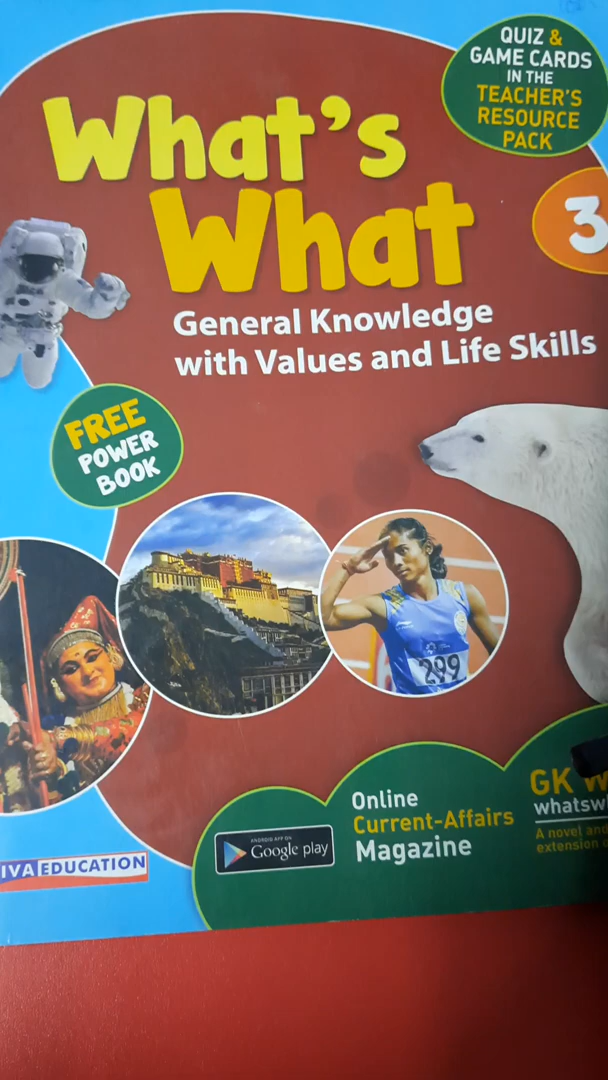 QUIZ &
GAME CARDS
IN THE
TEACHER'S
RESOURCE
PACK
What's
What
3
General Knowledge
with Values and Life Skills
FREE
POWER
BOOK
299
Online
Current-Affairs
Magazine
ANDROID APP ON
Google play
GK
A novel and
extension
IVA EDUCATION